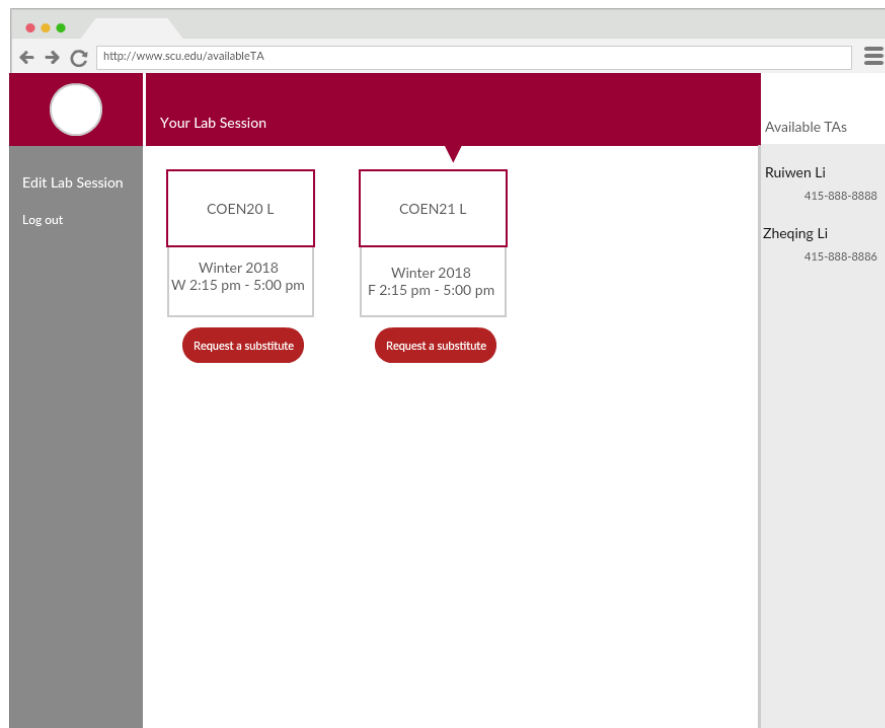 http://www.scu.edu/availableTA
Your Lab Session
Available TAs
Edit Lab Session
Log out
COEN20 L
Winter 2018
W 2:15 pm - 5:00 pm
Request a substitute
COEN21 L
Winter 2018
F 2:15 pm - 5:00 pm
Request a substitute
Ruiwen Li
415-888-8888
Zheqing Li
415-888-8886